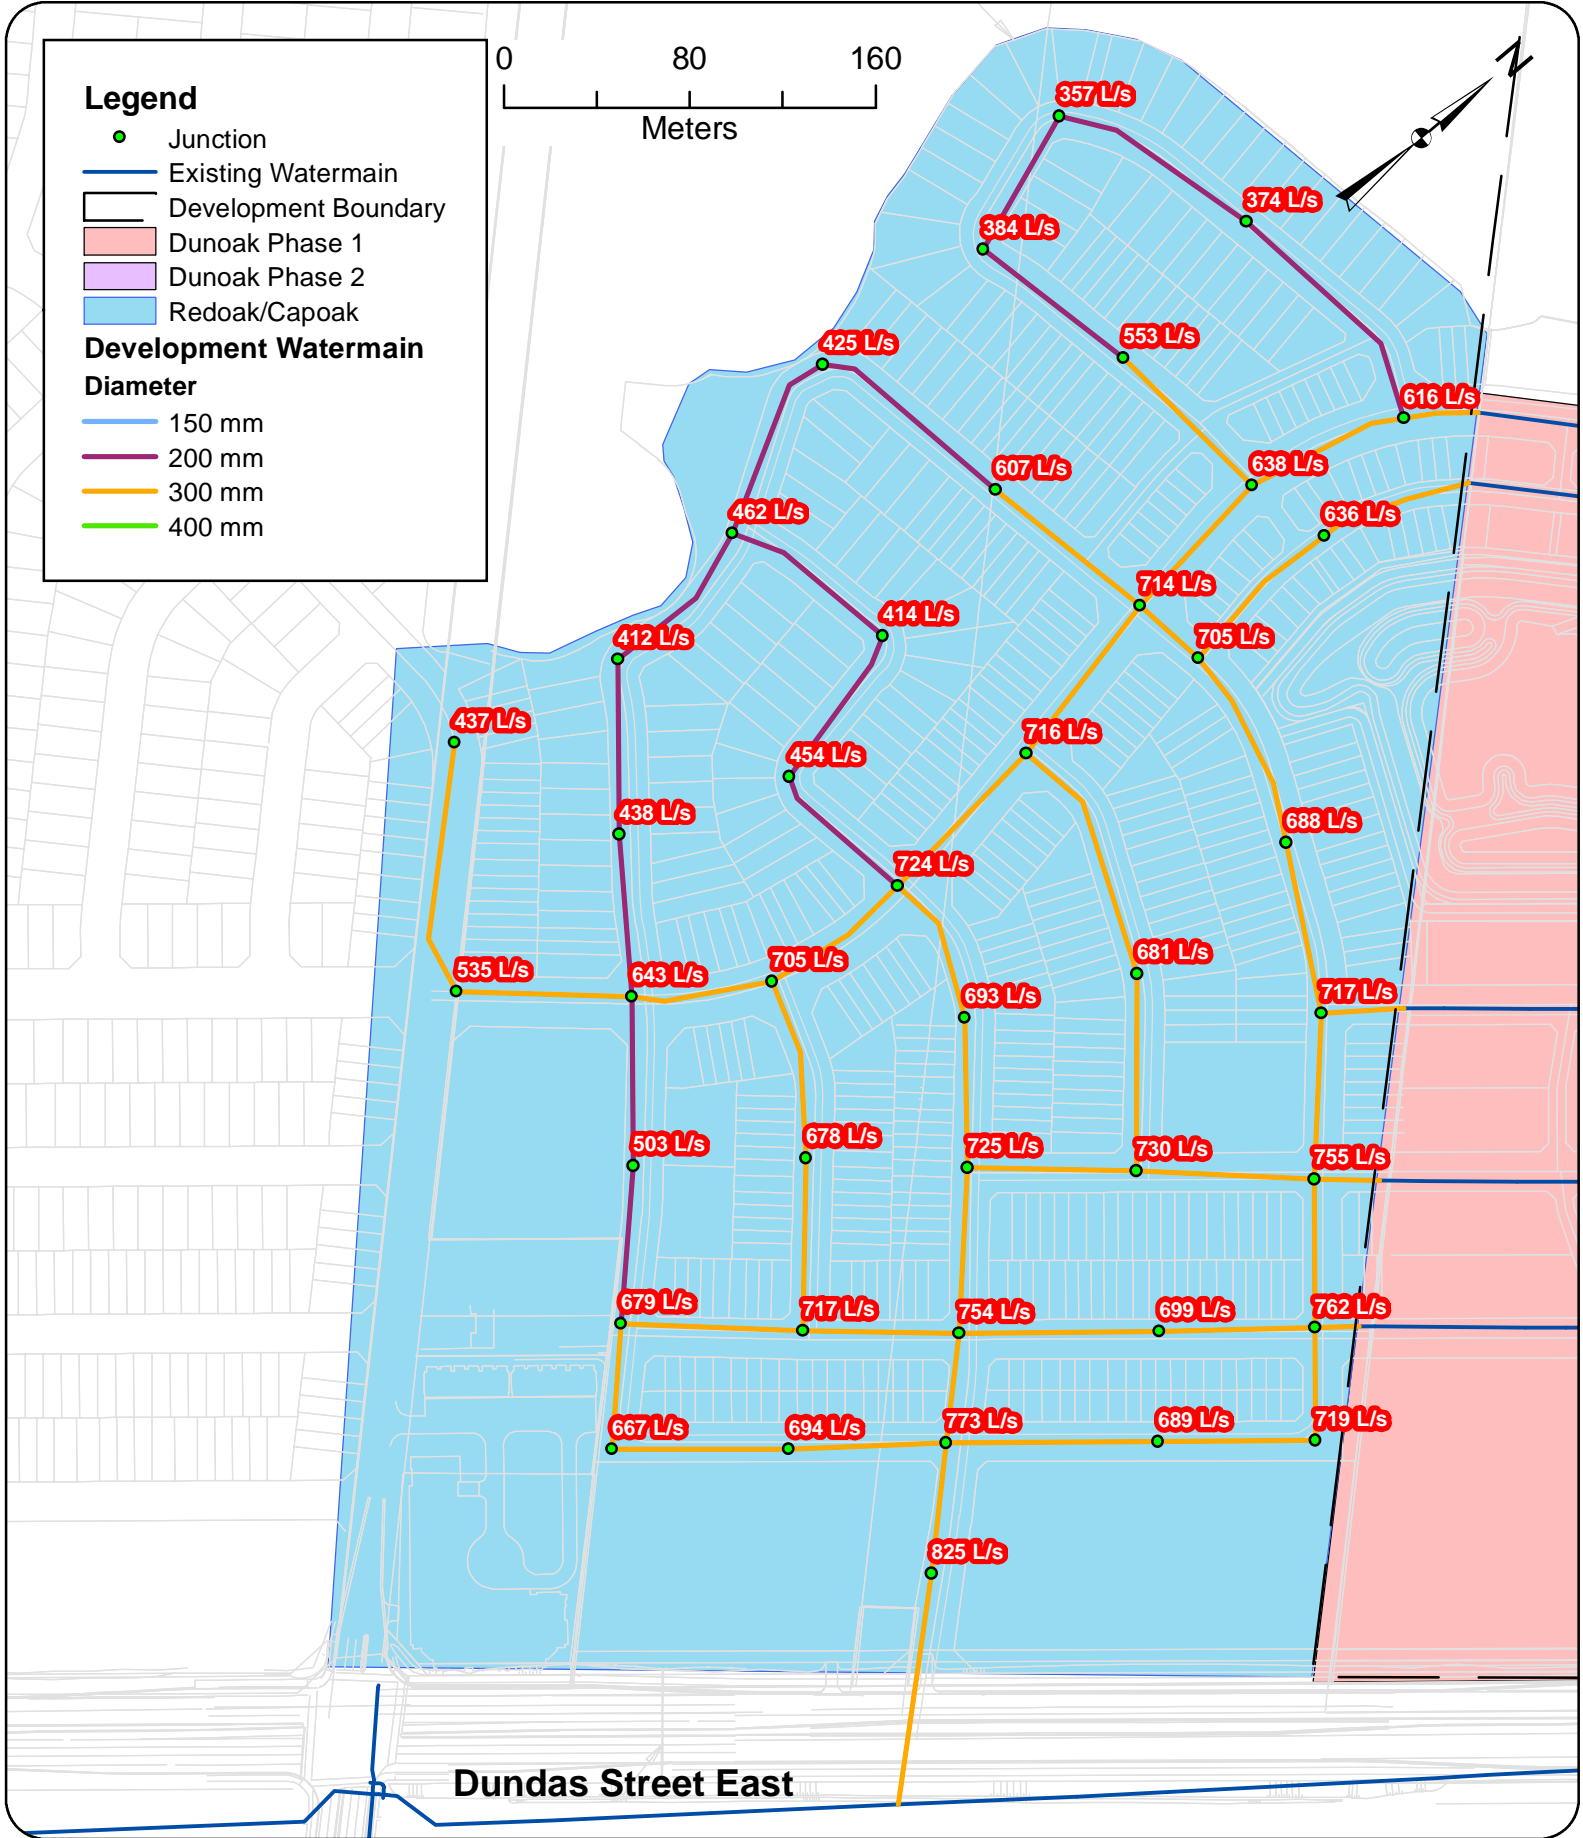 0 80 160
Meters
N
Legend
Junction
Existing Watermain
Development Boundary
Dunoak Phase 1
Dunoak Phase 2
Redoak/Capoak
Development Watermain
Diameter
150 mm
200 mm
300 mm
400 mm
357 L/s
374 L/s
384 L/s
553 L/s
425 L/s
616 L/s
607 L/s
638 L/s
462 L/s
636 L/s
714 L/s
414 L/s
412 L/s
705 L/s
437 L/s
716 L/s
454 L/s
438 L/s
688 L/s
724 L/s
535 L/s
643 L/s
705 L/s
681 L/s
693 L/s
717 L/s
503 L/s
678 L/s
725 L/s
730 L/s
755 L/s
679 L/s
717 L/s
754 L/s
699 L/s
762 L/s
667 L/s
694 L/s
773 L/s
689 L/s
719 L/s
825 L/s
Dundas Street East